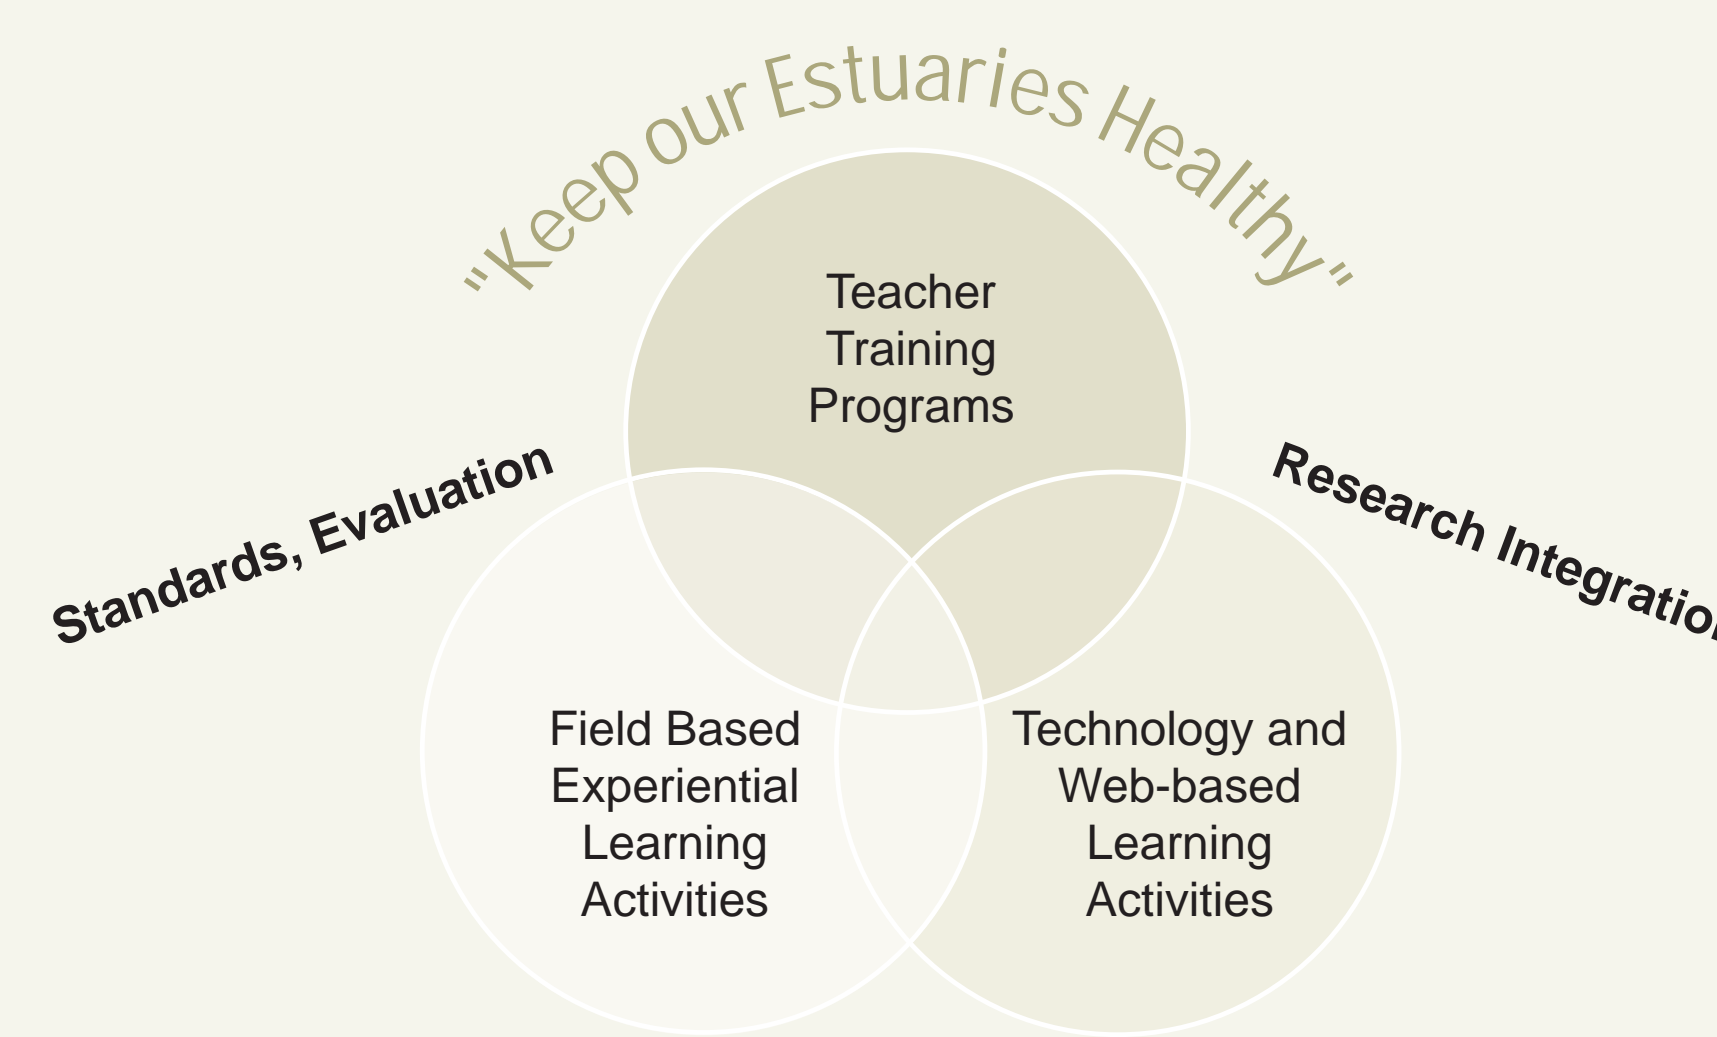 "Keep our Estuaries Healthy"
Teacher
Training
Programs
Standards, Evaluation
Research Integration
Field Based
Experiential
Learning
Activities
Technology and
Web-based
Learning
Activities